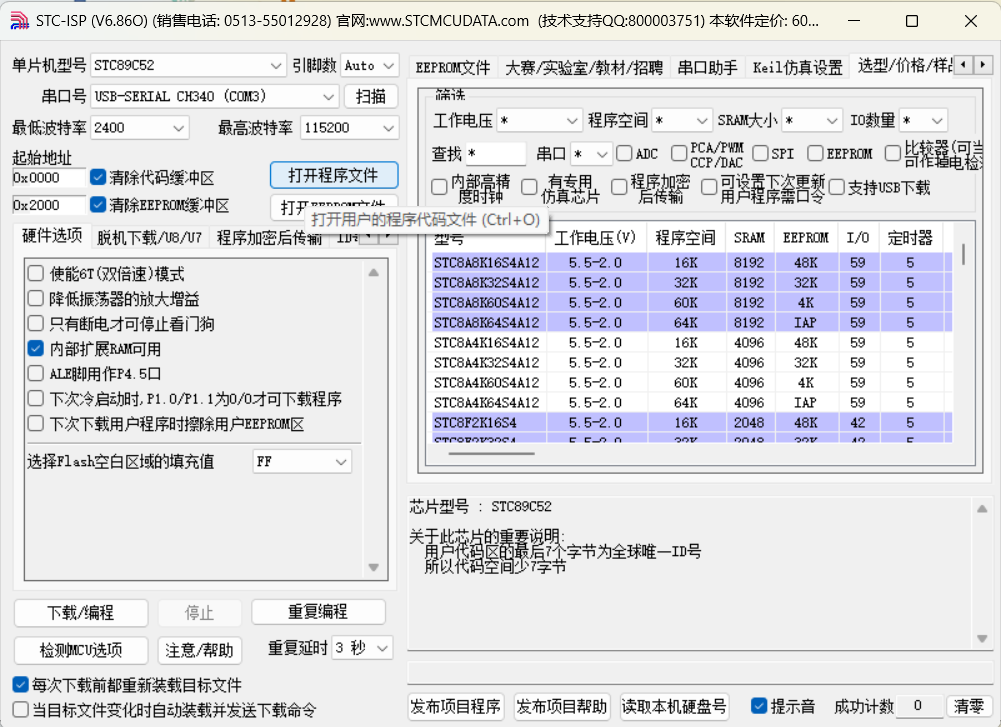 STC-ISP (V6.86O) (销售电话: 0513-55012928) 官网:www.STCMCUDATA.com (技术支持QQ:800003751) 本软件定价: 60...
单片机型号 STC89C52 引脚数 Auto
串口号 USB-SERIAL CH340 (COM3) 扫描
最低波特率 2400 最高波特率 115200
起始地址
0x0000 清除代码缓冲区 打开程序文件
0x2000 清除EEPROM缓冲区 打开EEPROM文件
打开用户的程序代码文件 (Ctrl+O)
硬件选项 脱机下载/U8/U7 程序加密后传输
使能6T(双倍速)模式
降低振荡器的放大增益
只有断电才可停止看门狗
内部扩展RAM可用
ALE脚用作P4.5口
下次冷启动时,P1.0/P1.1为0/0才可下载程序
下次下载用户程序时擦除用户EEPROM区
选择Flash空白区域的填充值 FF
下载/编程 停止 重复编程
检测MCU选项 注意/帮助 重复延时 3 秒
每次下载前都重新装载目标文件
当目标文件变化时自动装载并发送下载命令
EEPROM文件 大赛/实验室/教材/招聘 串口助手 Keil仿真设置 选型/价格/样品
筛选
工作电压 * 程序空间 * SRAM大小 * IO数量 *
查找 * 串口 * ADC PCA/PWM CCP/DAC SPI EEPROM 比较器(可当 可作掉电检
内部高精度时钟 有专用仿真芯片 程序加密后传输 可设置下次更新用户程序需口令 支持USB下载
型号 工作电压(V) 程序空间 SRAM EEPROM I/O 定时器
STC8A8K16S4A12 5.5-2.0 16K 8192 48K 59 5
STC8A8K32S4A12 5.5-2.0 32K 8192 32K 59 5
STC8A8K60S4A12 5.5-2.0 60K 8192 4K 59 5
STC8A8K64S4A12 5.5-2.0 64K 8192 IAP 59 5
STC8A4K16S4A12 5.5-2.0 16K 4096 48K 59 5
STC8A4K32S4A12 5.5-2.0 32K 4096 32K 59 5
STC8A4K60S4A12 5.5-2.0 60K 4096 4K 59 5
STC8A4K64S4A12 5.5-2.0 64K 4096 IAP 59 5
STC8F2K16S4 5.5-2.0 16K 2048 48K 42 5
STC8F2K32S4 5.5-2.0 32K 2048 32K 42 5
芯片型号 : STC89C52
关于此芯片的重要说明:
用户代码区的最后7个字节为全球唯一ID号
所以代码空间少7字节
发布项目程序 发布项目帮助 读取本机硬盘号 提示音 成功计数 0 清零